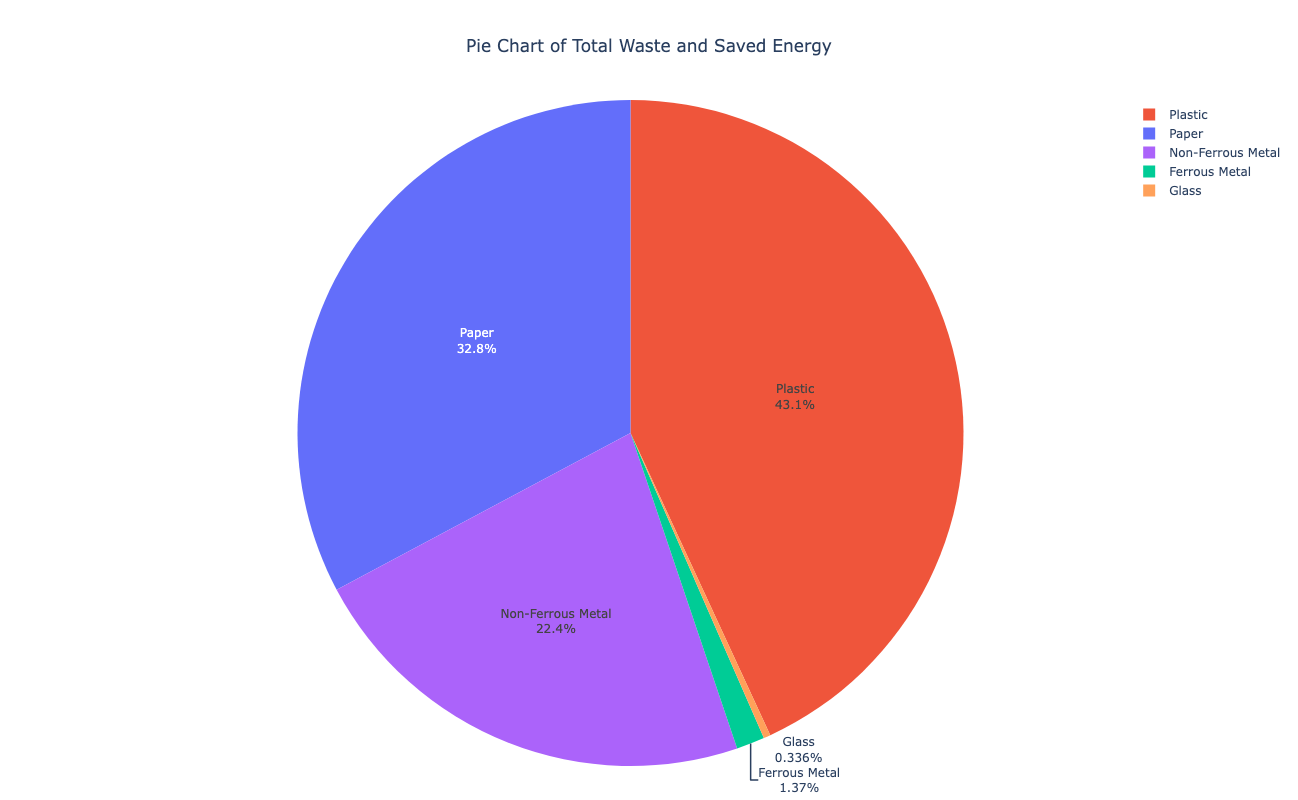 Pie Chart of Total Waste and Saved Energy
Plastic
Paper
Non-Ferrous Metal
Ferrous Metal
Glass
Paper
32.8%
Plastic
43.1%
Non-Ferrous Metal
22.4%
Glass
0.336%
Ferrous Metal
1.37%